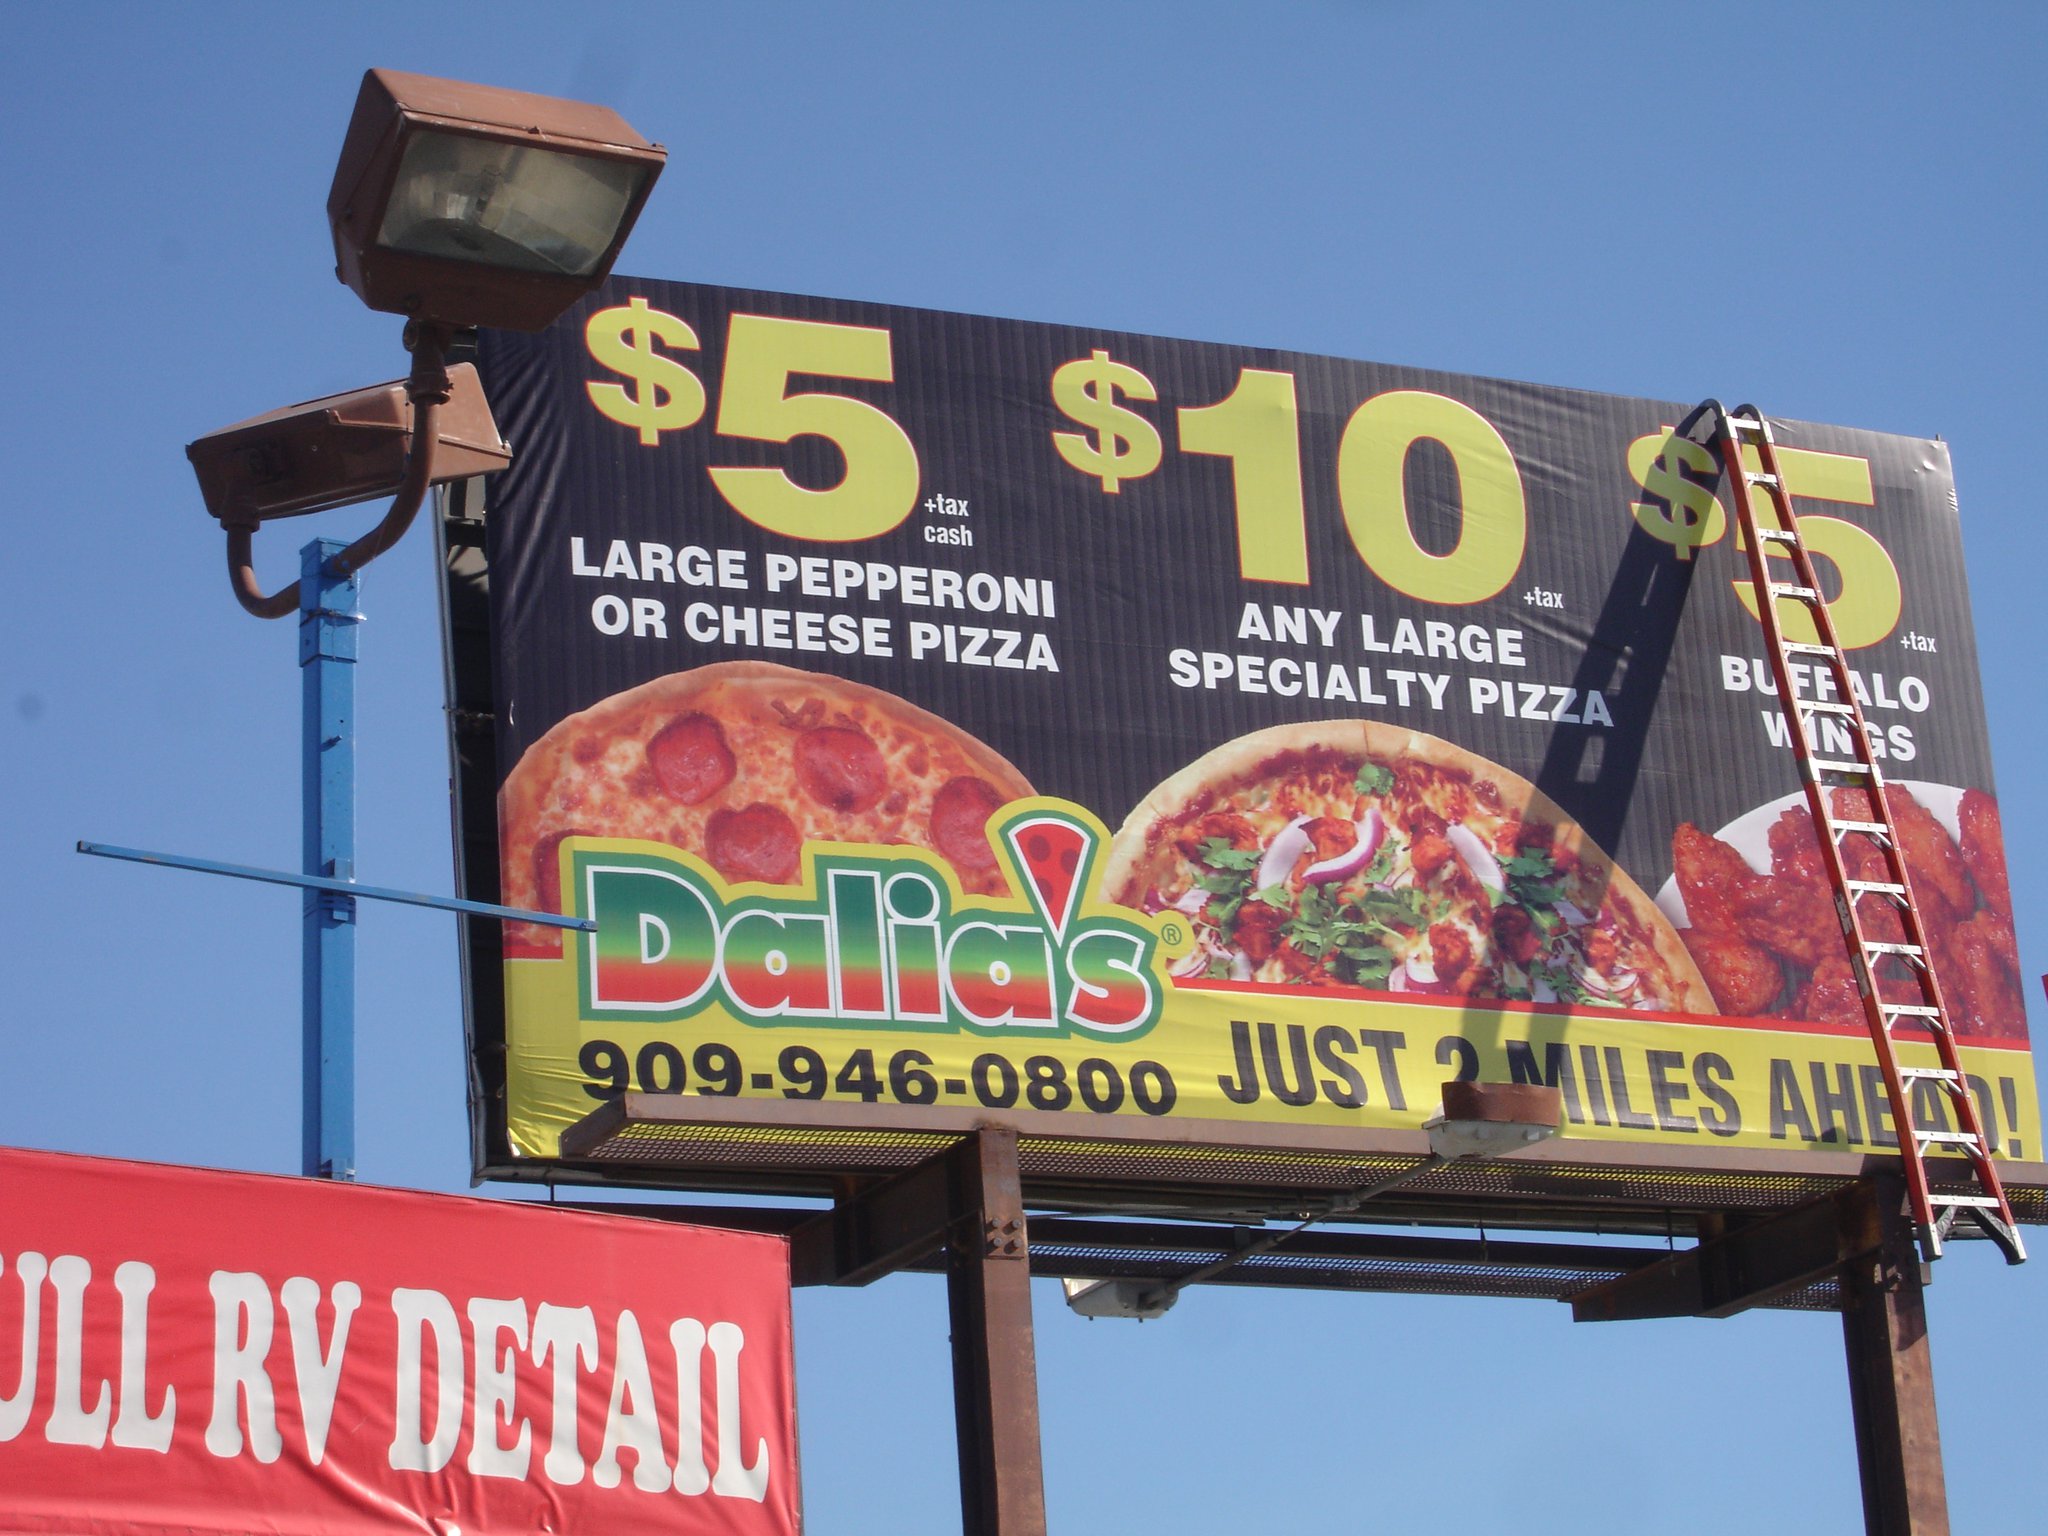 $5
+tax
cash
LARGE PEPPERONI
OR CHEESE PIZZA
$10
+tax
ANY LARGE
SPECIALTY PIZZA
$5
+tax
BUFFALO
WINGS
Dalia's®
909-946-0800
JUST 2 MILES AHEAD!
RV DETAIL